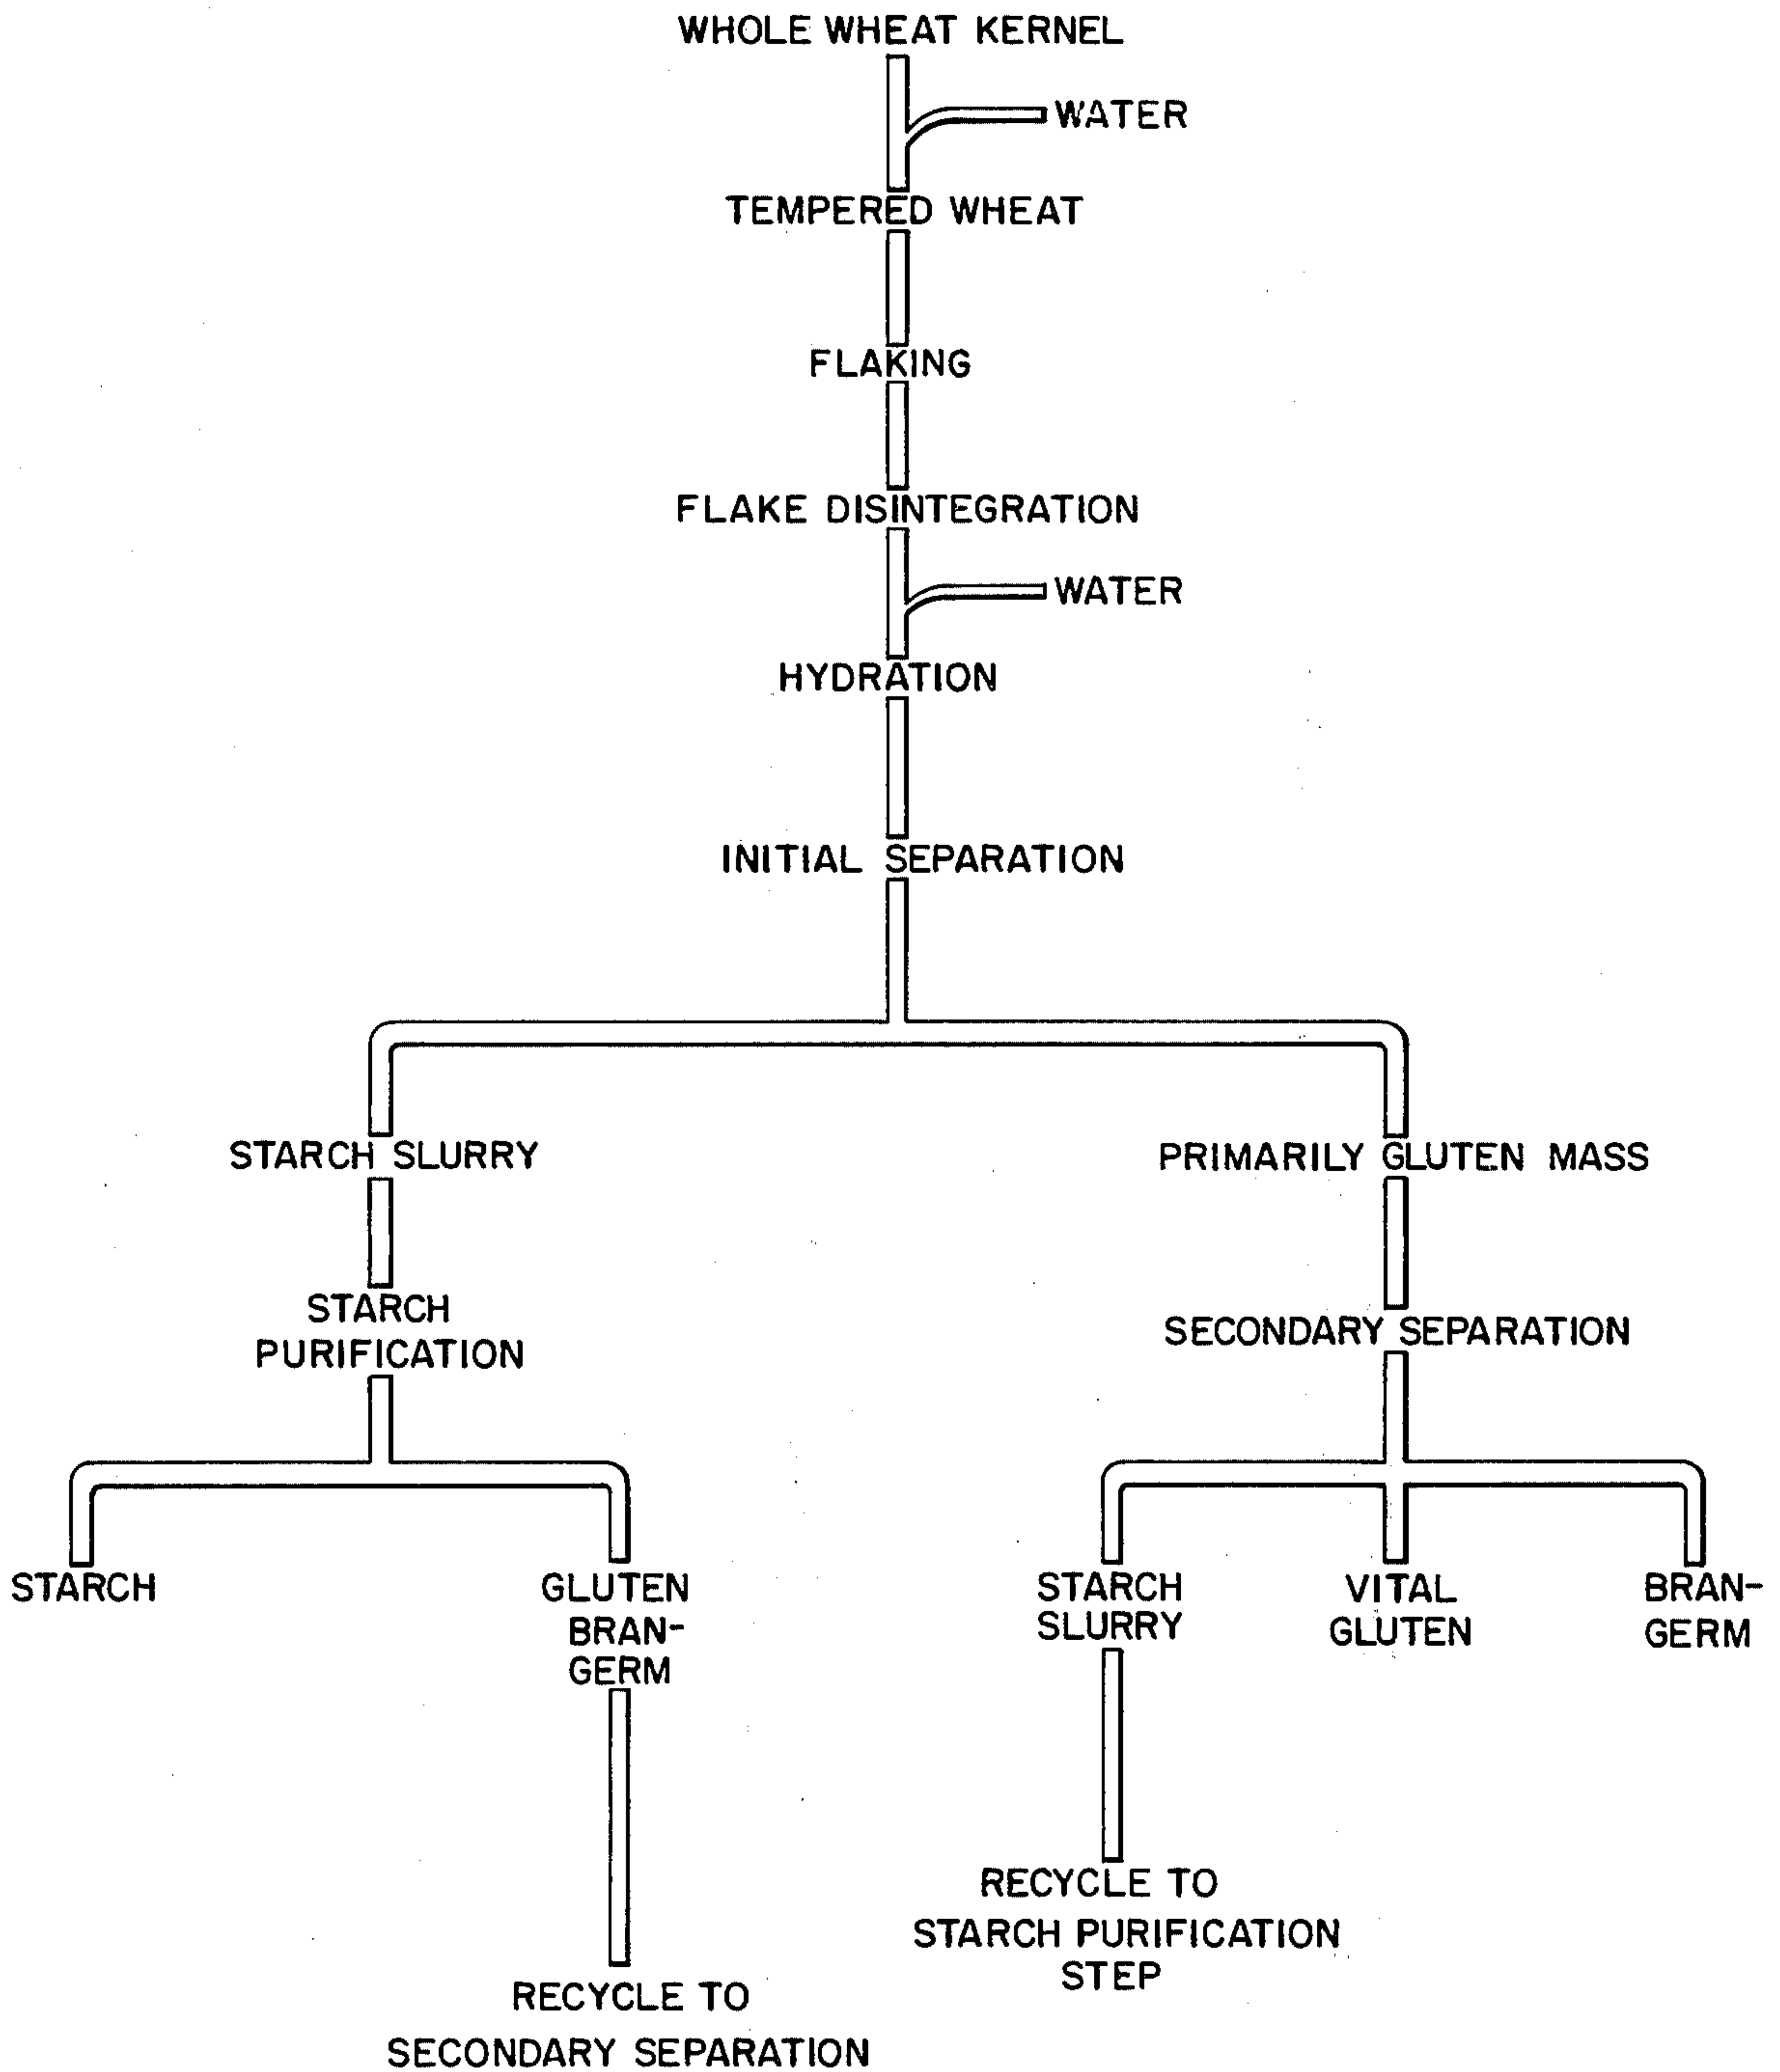 WHOLE WHEAT KERNEL
WATER
TEMPERED WHEAT
FLAKING
FLAKE DISINTEGRATION
WATER
HYDRATION
INITIAL SEPARATION
STARCH SLURRY
PRIMARILY GLUTEN MASS
STARCH
PURIFICATION
SECONDARY SEPARATION
STARCH
GLUTEN
BRAN-
GERM
STARCH
SLURRY
VITAL
GLUTEN
BRAN-
GERM
RECYCLE TO
STARCH PURIFICATION
STEP
RECYCLE TO
SECONDARY SEPARATION